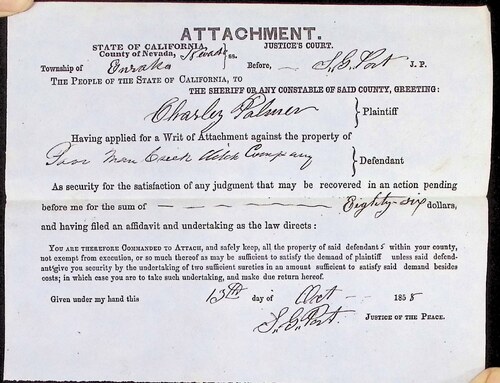 ATTACHMENT.
STATE OF CALIFORNIA, JUSTICE'S COURT.
County of Nevada, Nevada ss.
Township of Eureka Before, S. G. Port J. P.
THE PEOPLE OF THE STATE OF CALIFORNIA, TO
THE SHERIFF OR ANY CONSTABLE OF SAID COUNTY, GREETING:
Charley Palmer } Plaintiff
Having applied for a Writ of Attachment against the property of
Poor Man Creek Ditch Company } Defendant
As security for the satisfaction of any judgment that may be recovered in an action pending
before me for the sum of — — — — — Eighty-six dollars,
and having filed an affidavit and undertaking as the law directs :
YOU ARE THEREFORE COMMANDED TO ATTACH, and safely keep, all the property of said defendant s within your county,
not exempt from execution, or so much thereof as may be sufficient to satisfy the demand of plaintiff unless said defend-
ant give you security by the undertaking of two sufficient sureties in an amount sufficient to satisfy said demand besides
costs; in which case you are to take such undertaking, and make due return hereof.
Given under my hand this 13th day of Oct 1858
S. G. Port. JUSTICE OF THE PEACE.